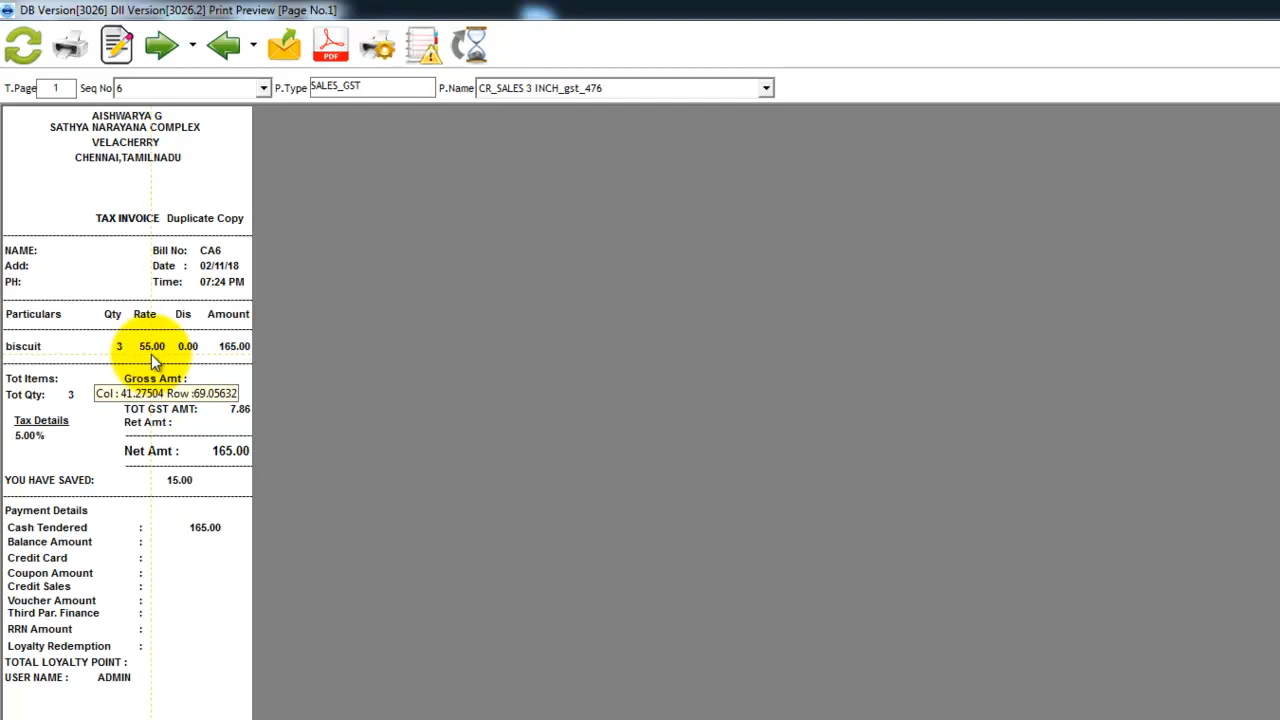 DB Version[3026] Dll Version[3026.2] Print Preview [Page No.1]
PDF
T.Page 1 Seq No 6 P.Type SALES_GST P.Name CR_SALES 3 INCH_gst_476
AISHWARYA G
SATHYA NARAYANA COMPLEX
VELACHERRY
CHENNAI,TAMILNADU
TAX INVOICE Duplicate Copy
NAME: Bill No: CA6
Add: Date : 02/11/18
PH: Time: 07:24 PM
Particulars Qty Rate Dis Amount
biscuit 3 55.00 0.00 165.00
Tot Items: Gross Amt :
Tot Qty: 3 Col : 41.27504 Row :69.05632
TOT GST AMT: 7.86
Tax Details Ret Amt :
5.00%
Net Amt : 165.00
YOU HAVE SAVED: 15.00
Payment Details
Cash Tendered : 165.00
Balance Amount :
Credit Card :
Coupon Amount :
Credit Sales :
Voucher Amount :
Third Par. Finance :
RRN Amount :
Loyalty Redemption :
TOTAL LOYALTY POINT :
USER NAME : ADMIN